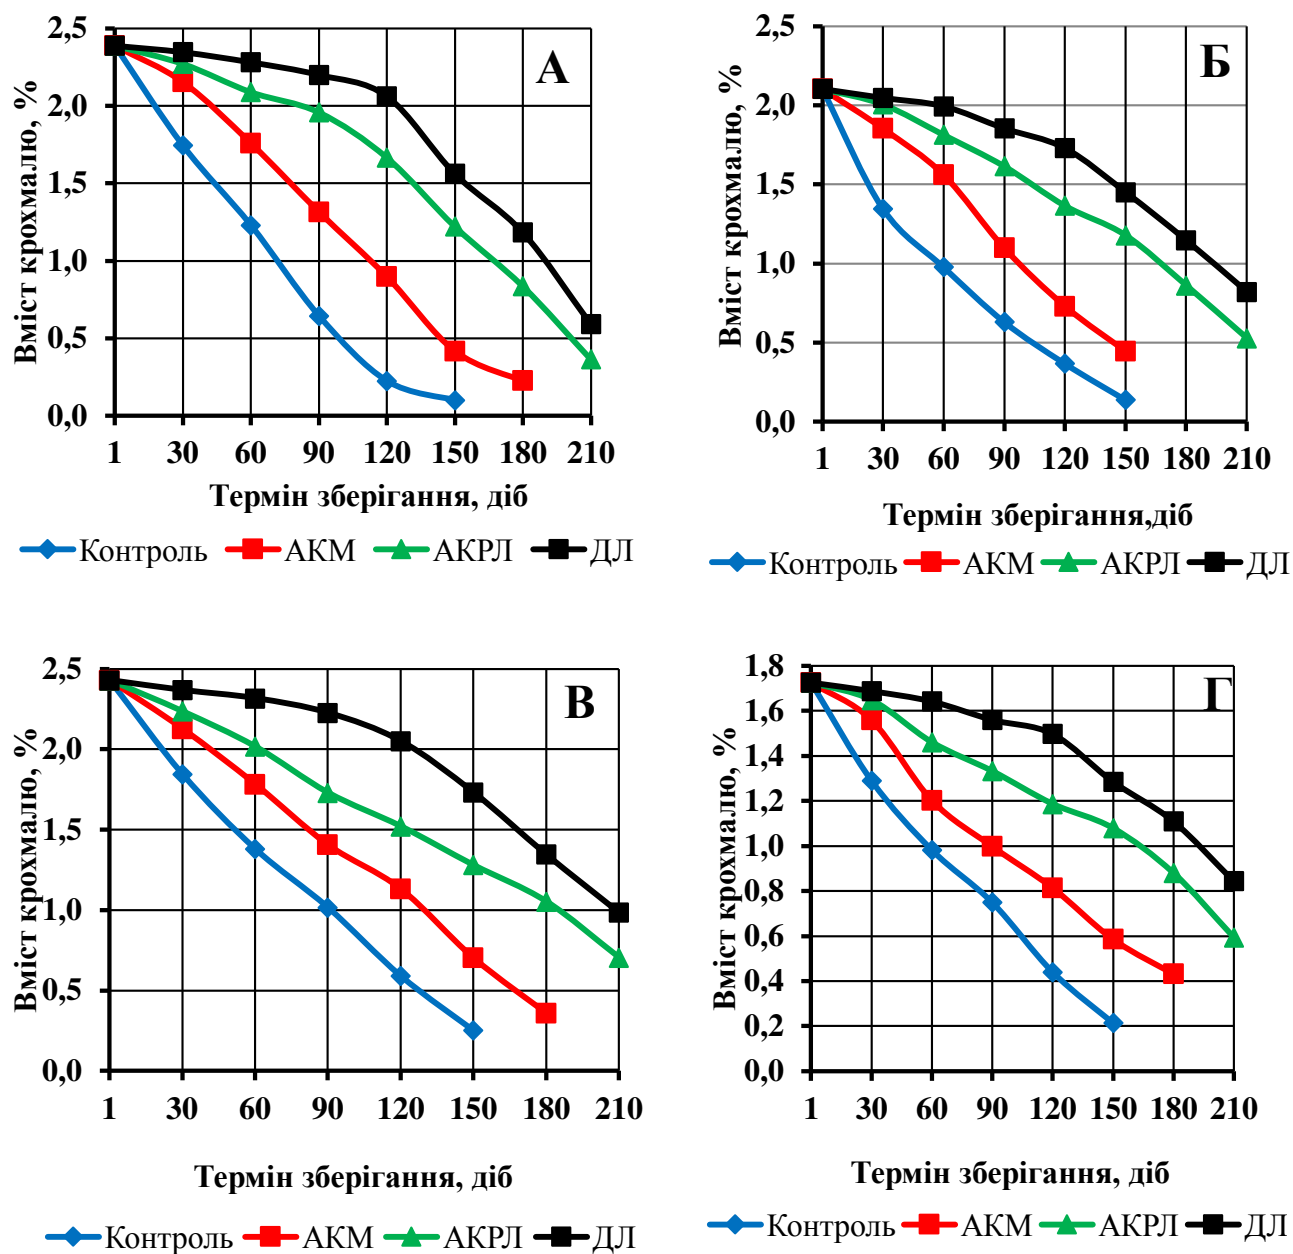 А
Вміст крохмалю, %
2,5
2,0
1,5
1,0
0,5
0,0
1 30 60 90 120 150 180 210
Термін зберігання, діб
Контроль АКМ АКРЛ ДЛ
Б
Вміст крохмалю, %
2,5
2,0
1,5
1,0
0,5
0,0
1 30 60 90 120 150 180 210
Термін зберігання,діб
Контроль АКМ АКРЛ ДЛ
В
Вміст крохмалю, %
2,5
2,0
1,5
1,0
0,5
0,0
1 30 60 90 120 150 180 210
Термін зберігання, діб
Контроль АКМ АКРЛ ДЛ
Г
Вміст крохмалю, %
1,8
1,6
1,4
1,2
1,0
0,8
0,6
0,4
0,2
0,0
1 30 60 90 120 150 180 210
Термін зберігання, діб
Контроль АКМ АКРЛ ДЛ